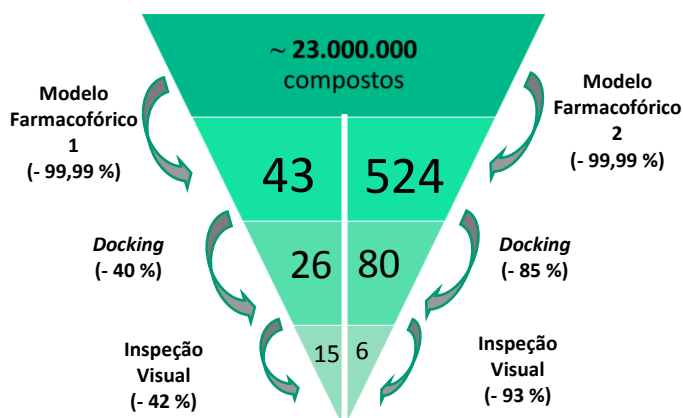 ~ 23.000.000
compostos
Modelo
Farmacofórico
1
(- 99,99 %)
Modelo
Farmacofórico
2
(- 99,99 %)
43
524
Docking
(- 40 %)
26
80
Docking
(- 85 %)
Inspeção
Visual
(- 42 %)
15
6
Inspeção
Visual
(- 93 %)